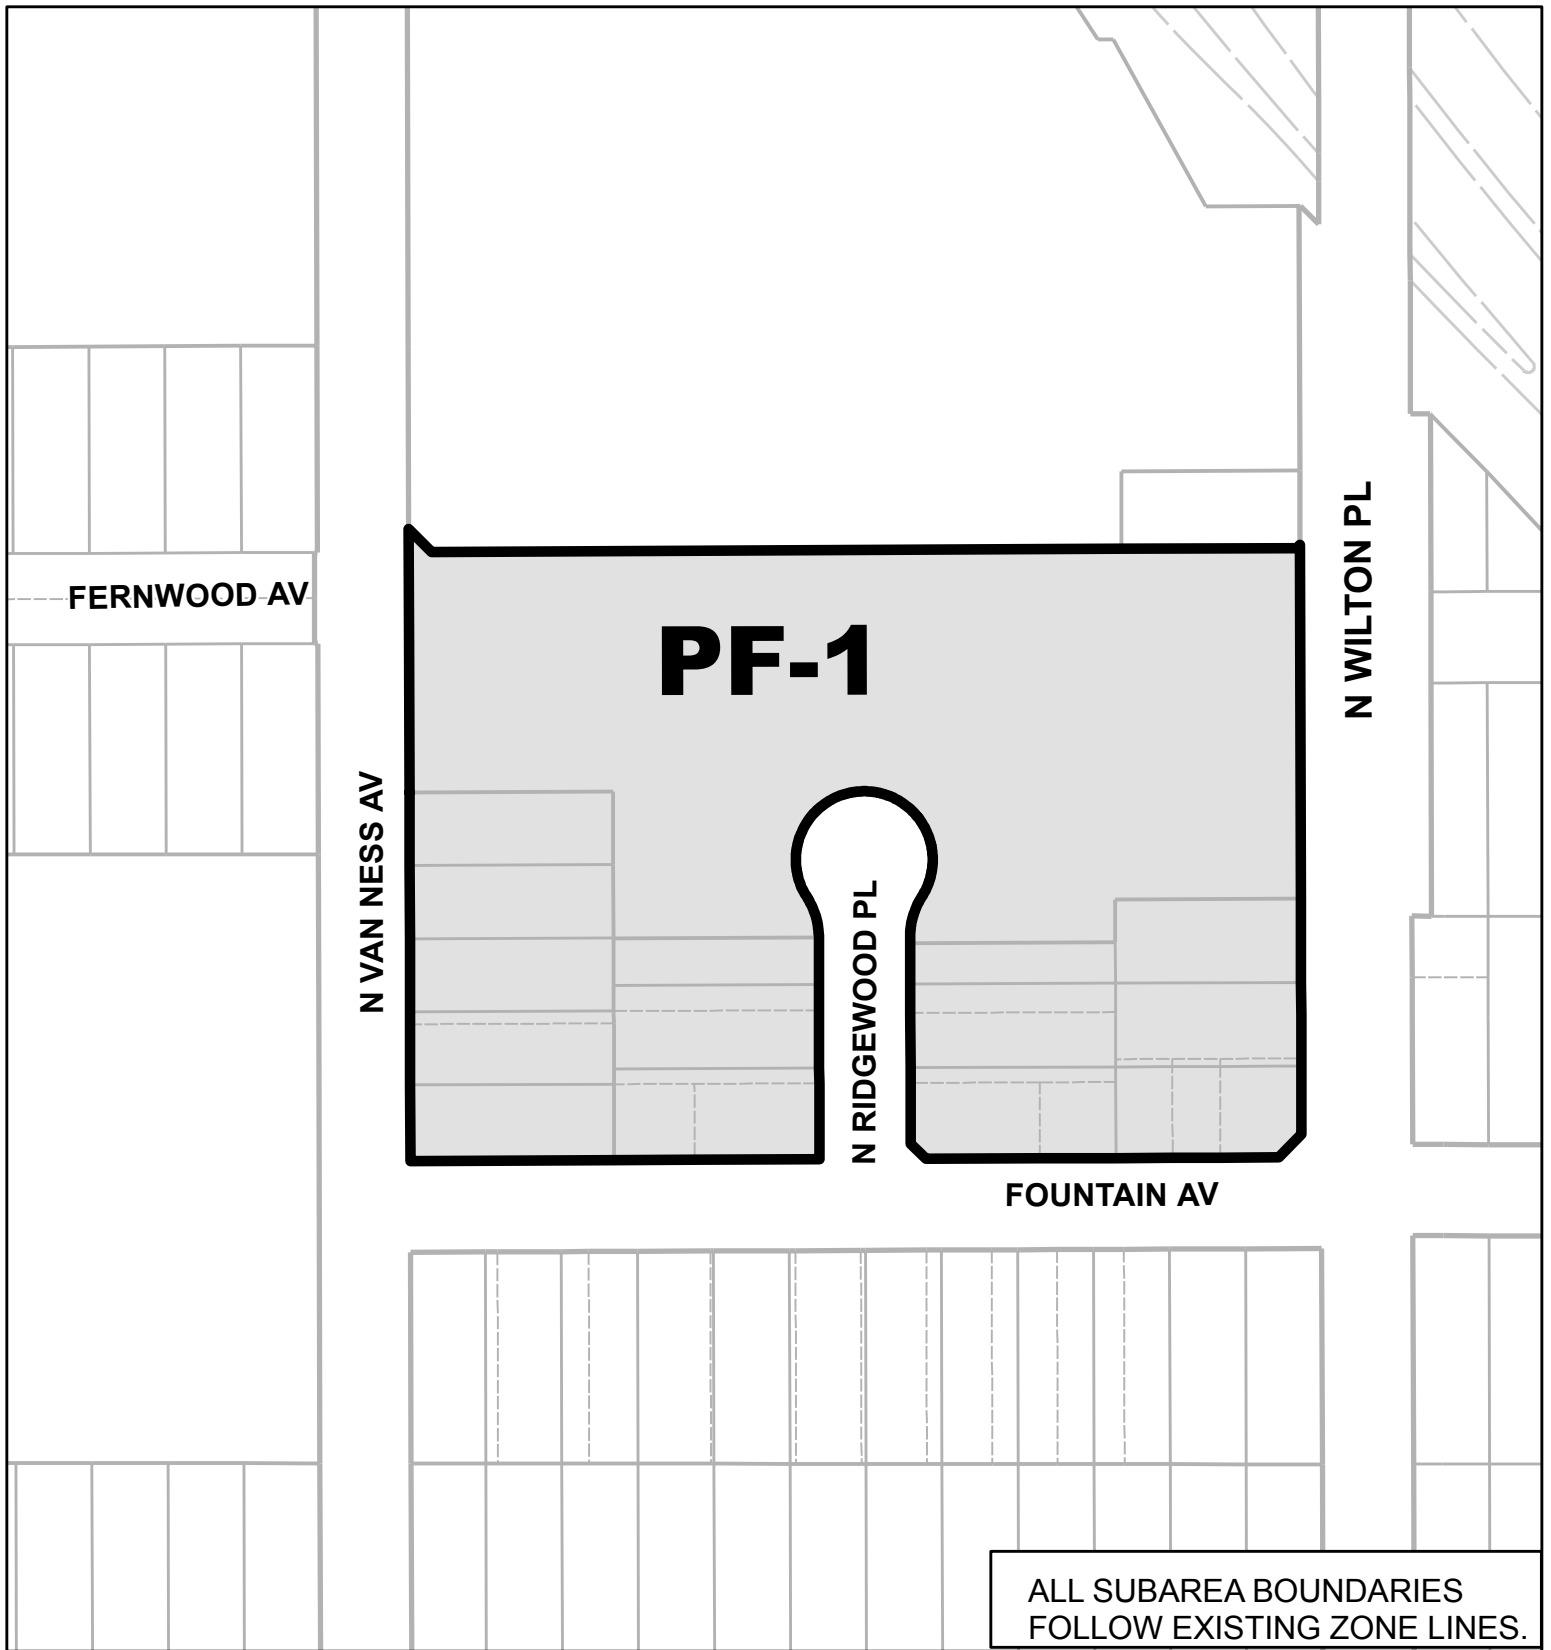 FERNWOOD AV
PF-1
N WILTON PL
N VAN NESS AV
N RIDGEWOOD PL
FOUNTAIN AV
ALL SUBAREA BOUNDARIES
FOLLOW EXISTING ZONE LINES.